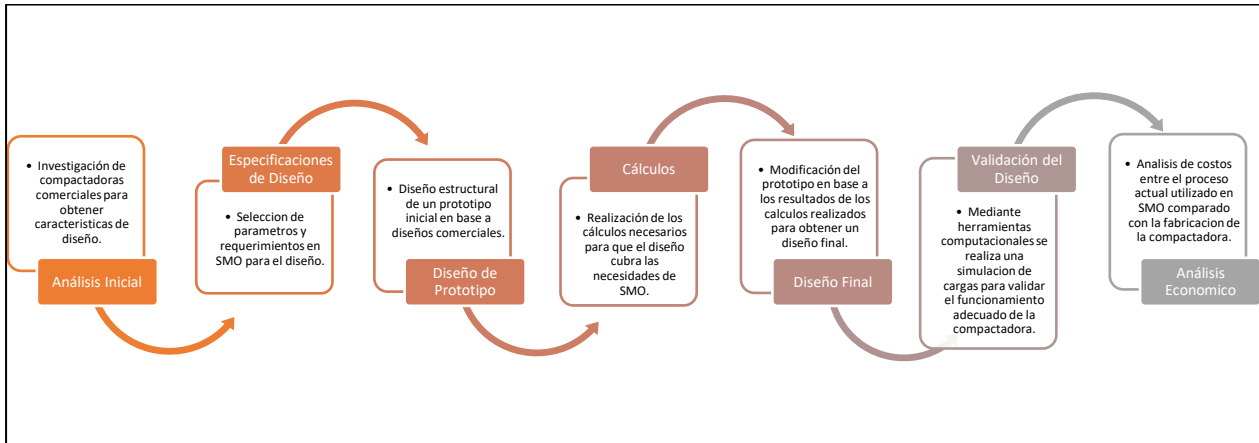 • Investigación de
compactadoras
comerciales para
obtener
caracteristicas de
diseño.
Análisis Inicial
Especificaciones
de Diseño
• Seleccion de
parametros y
requerimientos en
SMO para el diseño.
• Diseño estructural
de un prototipo
inicial en base a
diseños comerciales.
Diseño de
Prototipo
Cálculos
• Realización de los
cálculos necesarios
para que el diseño
cubra las
necesidades de
SMO.
• Modificación del
prototipo en base a
los resultados de los
calculos realizados
para obtener un
diseño final.
Diseño Final
Validación del
Diseño
• Mediante
herramientas
computacionales se
realiza una
simulacion de
cargas para validar
el funcionamiento
adecuado de la
compactadora.
• Analisis de costos
entre el proceso
actual utilizado en
SMO comparado
con la fabricacion de
la compactadora.
Análisis
Economico